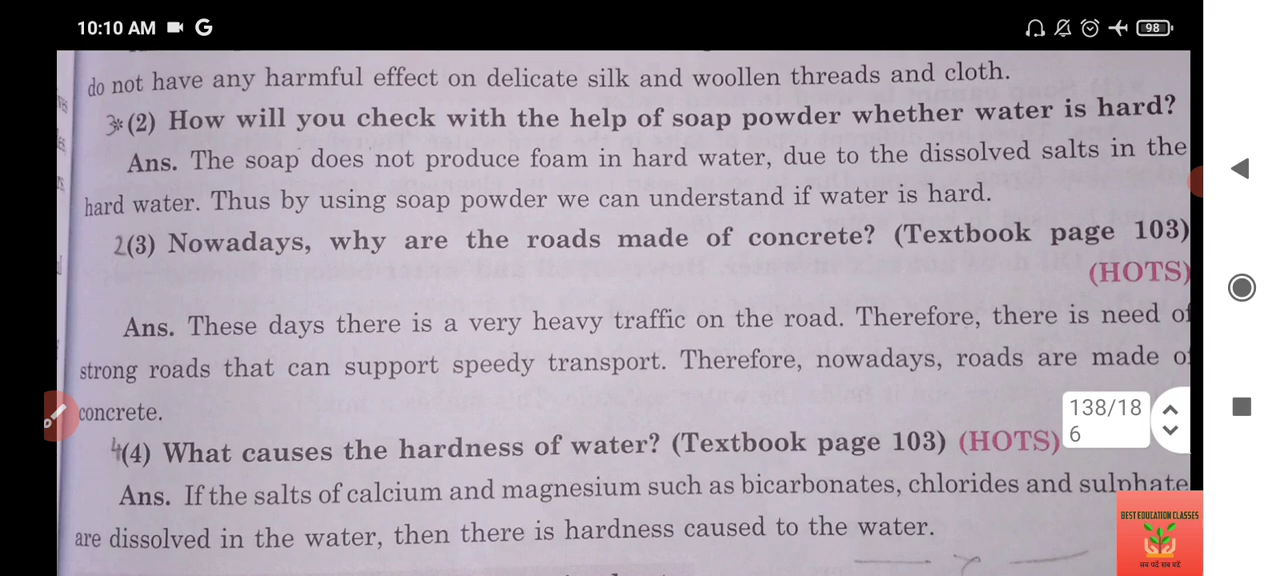 10:10 AM G 98
do not have any harmful effect on delicate silk and woollen threads and cloth.
3* (2) How will you check with the help of soap powder whether water is hard?
Ans. The soap does not produce foam in hard water, due to the dissolved salts in the
hard water. Thus by using soap powder we can understand if water is hard.
2(3) Nowadays, why are the roads made of concrete? (Textbook page 103)
(HOTS)
Ans. These days there is a very heavy traffic on the road. Therefore, there is need of
strong roads that can support speedy transport. Therefore, nowadays, roads are made o
concrete.
138/18
6
4(4) What causes the hardness of water? (Textbook page 103) (HOTS)
Ans. If the salts of calcium and magnesium such as bicarbonates, chlorides and sulphate
are dissolved in the water, then there is hardness caused to the water.
BEST EDUCATION CLASSES
सब पढ़ें सब बढ़ें